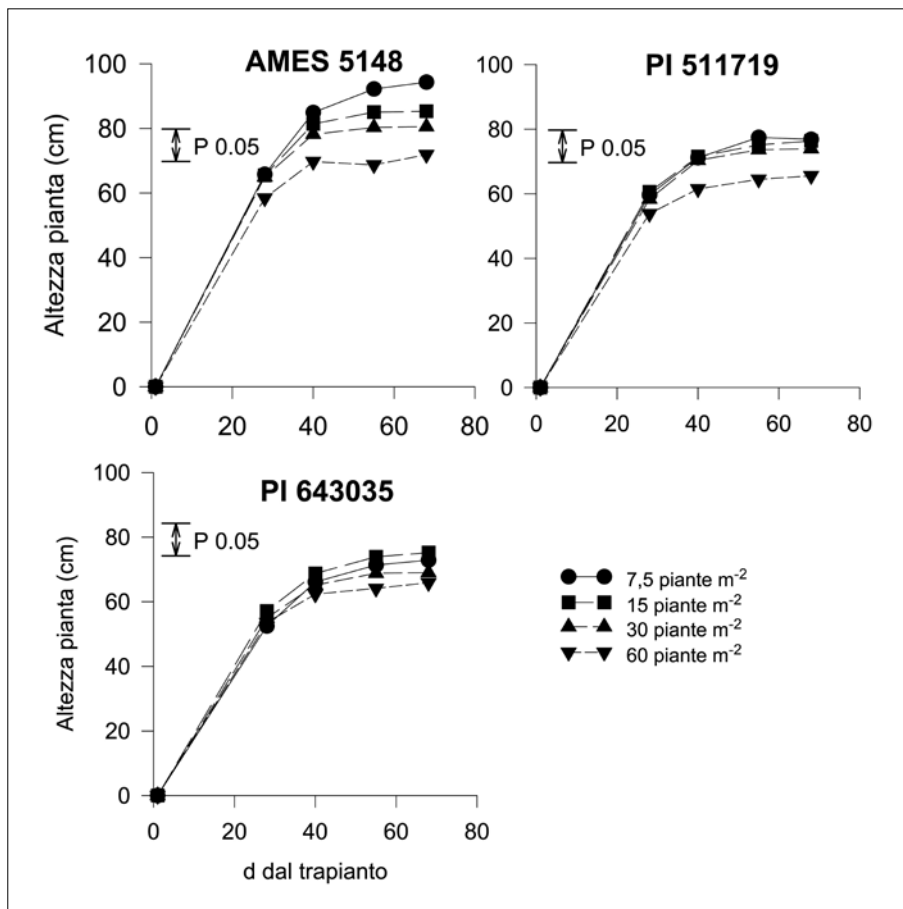 AMES 5148
Altezza pianta (cm)
100
80
60
40
20
0
P 0.05
0 20 40 60 80
PI 511719
100
80
60
40
20
0
P 0.05
0 20 40 60 80
PI 643035
Altezza pianta (cm)
100
80
60
40
20
0
P 0.05
0 20 40 60 80
d dal trapianto
7,5 piante m⁻²
15 piante m⁻²
30 piante m⁻²
60 piante m⁻²